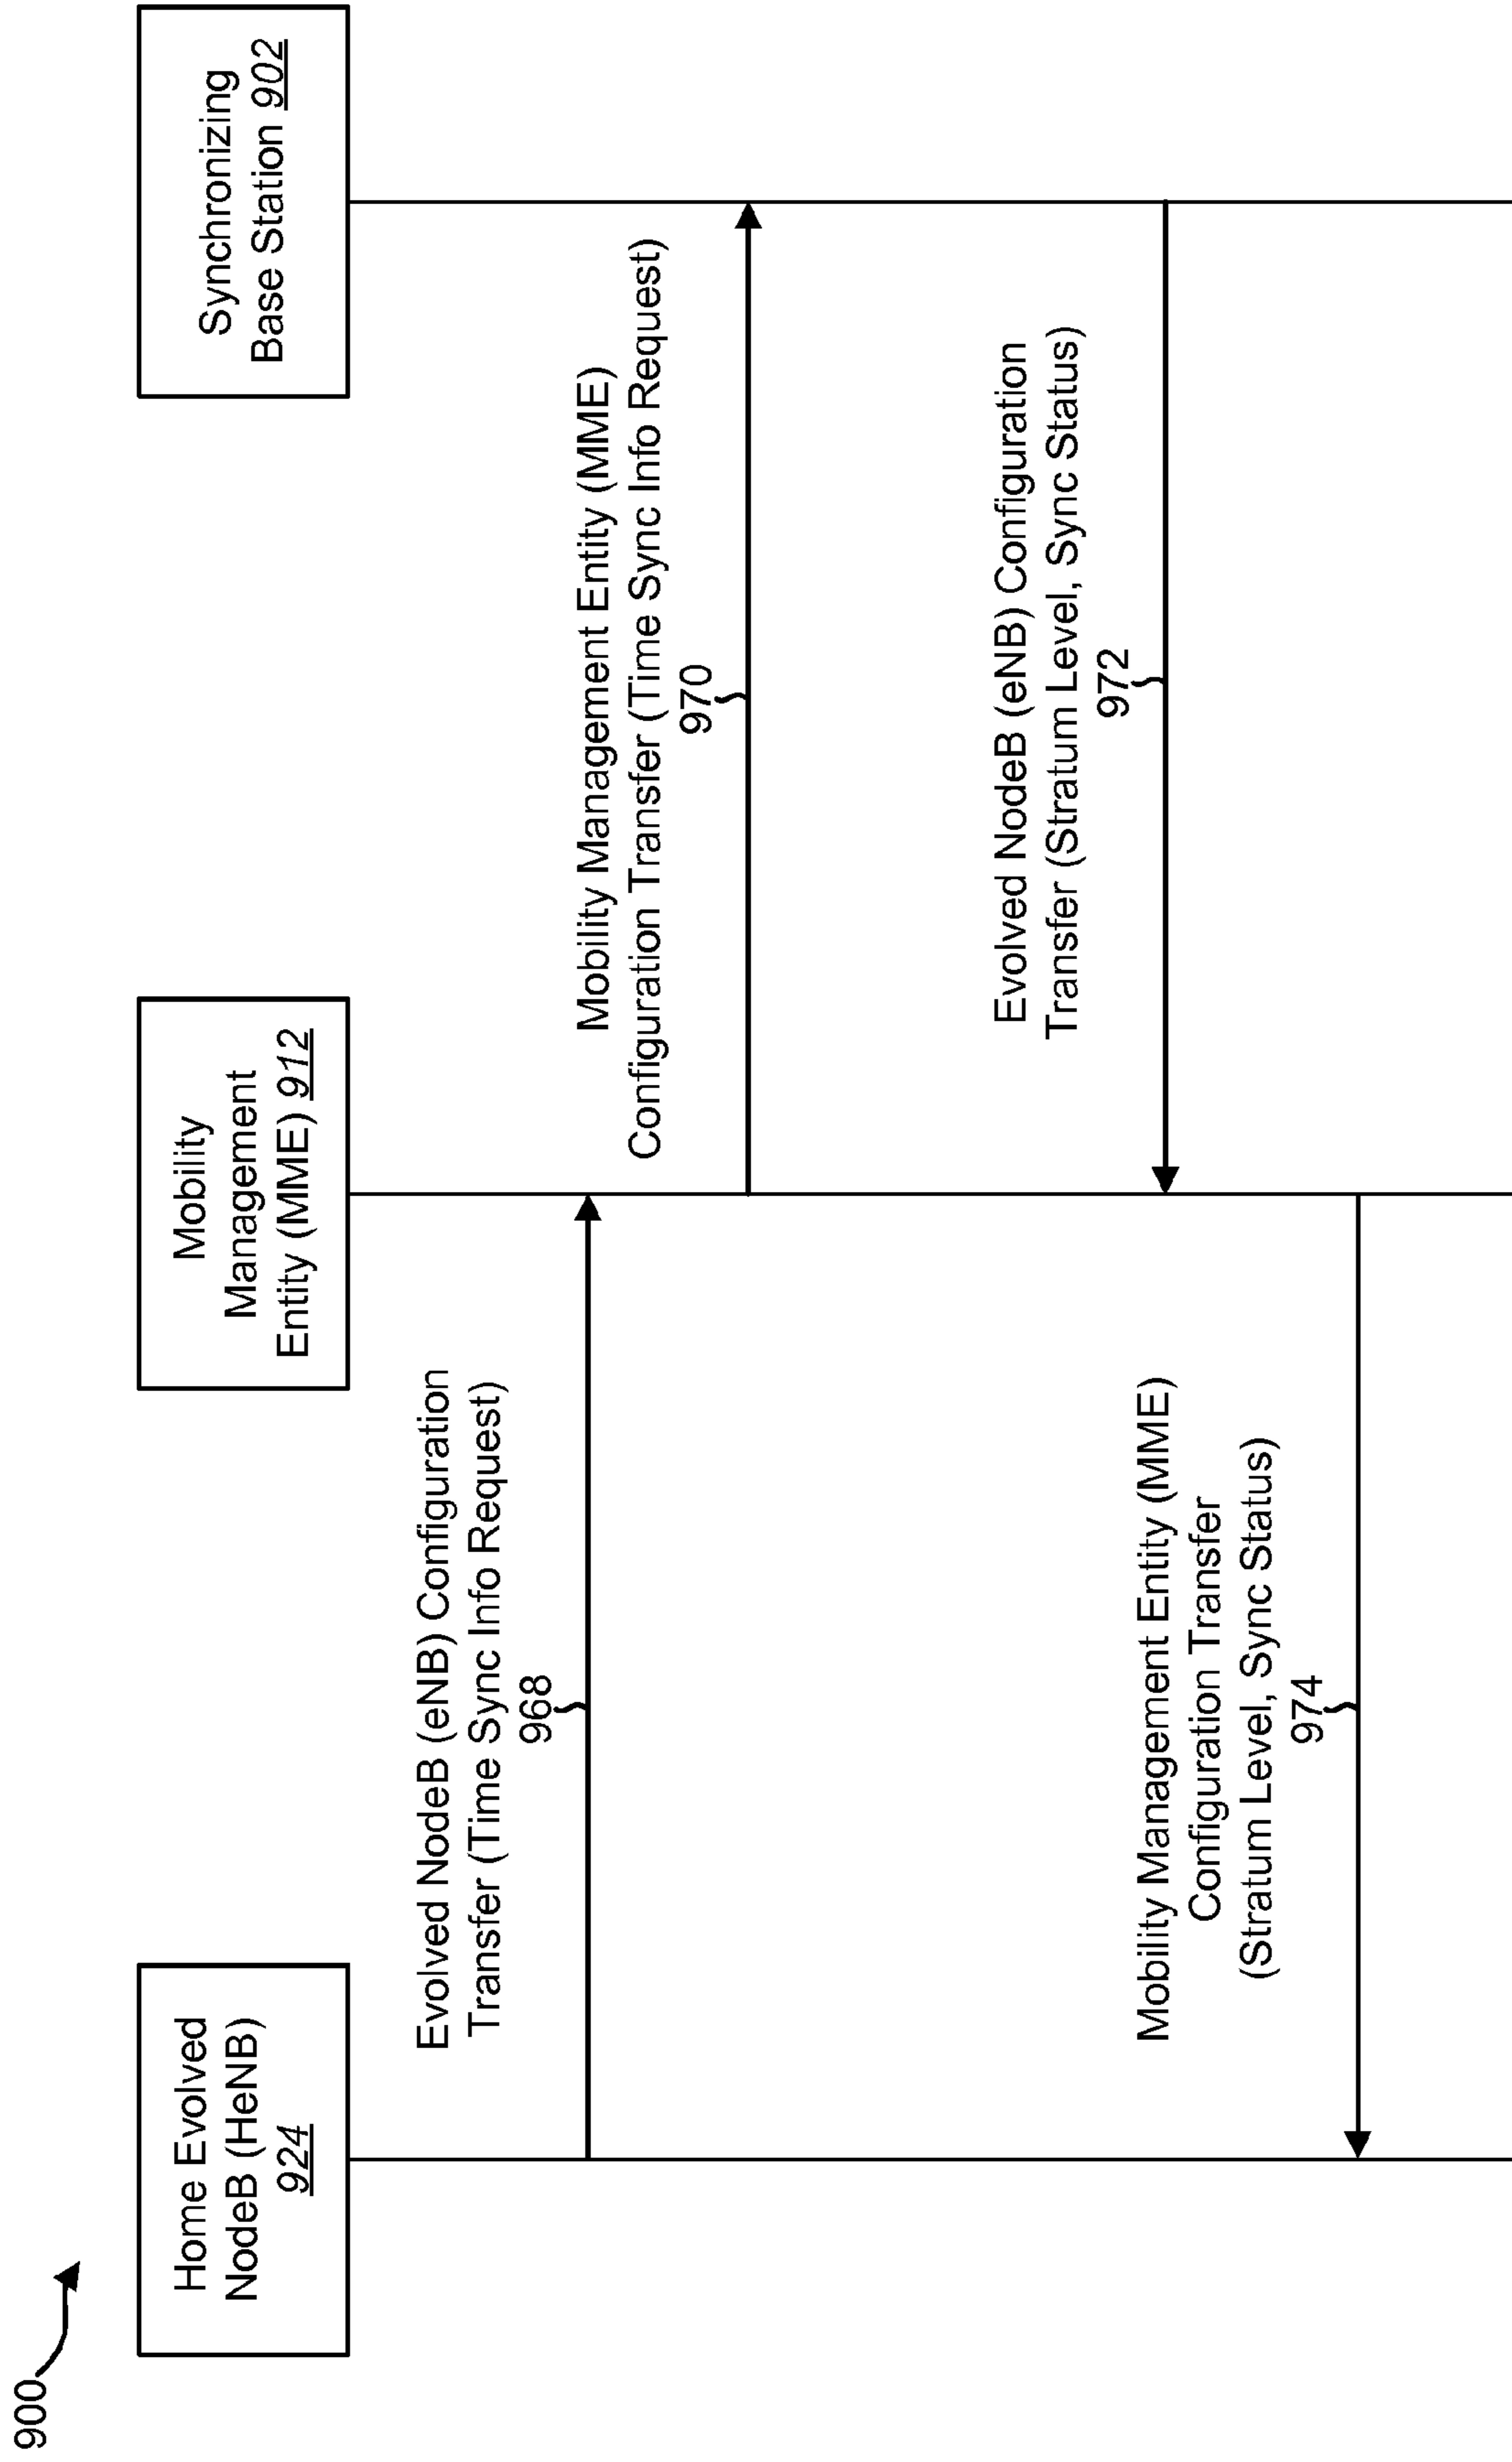 900
Home Evolved
NodeB (HeNB)
924
Mobility
Management
Entity (MME) 912
Synchronizing
Base Station 902
Evolved NodeB (eNB) Configuration
Transfer (Time Sync Info Request)
968
Mobility Management Entity (MME)
Configuration Transfer (Time Sync Info Request)
970
Evolved NodeB (eNB) Configuration
Transfer (Stratum Level, Sync Status)
972
Mobility Management Entity (MME)
Configuration Transfer
(Stratum Level, Sync Status)
974